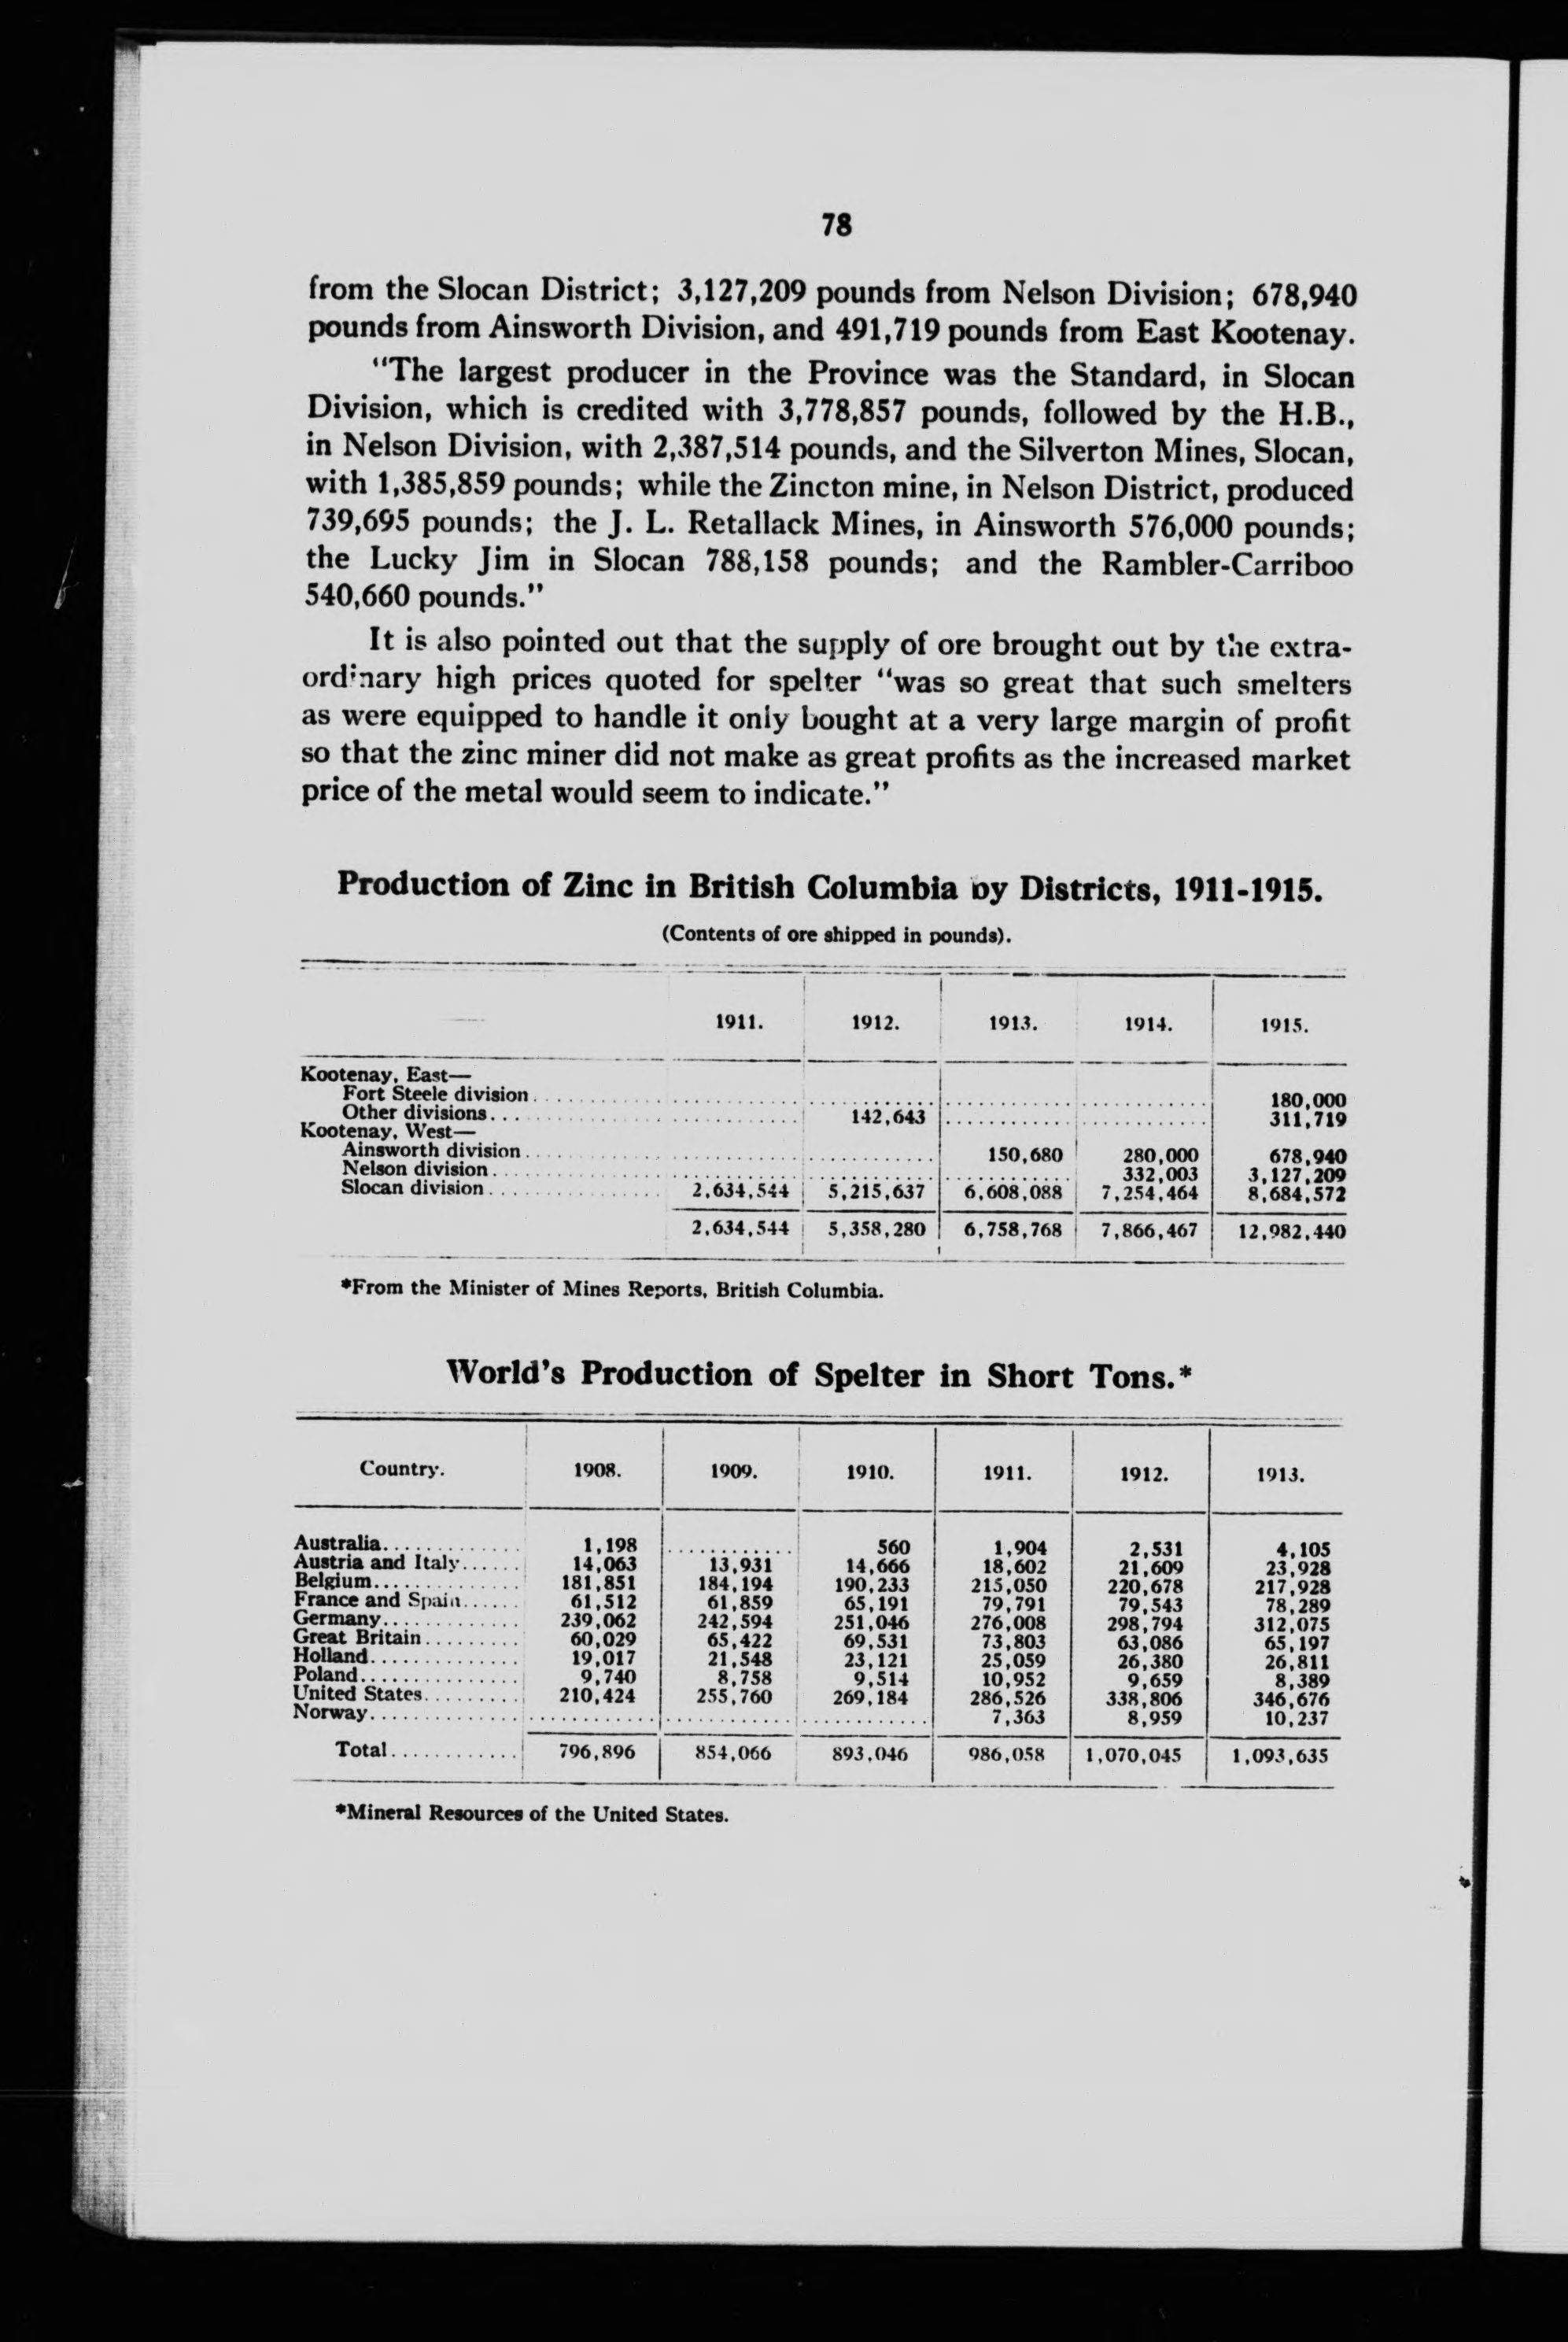 78
from the Slocan District; 3,127,209 pounds from Nelson Division; 678,940
pounds from Ainsworth Division, and 491,719 pounds from East Kootenay.
"The largest producer in the Province was the Standard, in Slocan
Division, which is credited with 3,778,857 pounds, followed by the H.B.,
in Nelson Division, with 2,387,514 pounds, and the Silverton Mines, Slocan,
with 1,385,859 pounds; while the Zincton mine, in Nelson District, produced
739,695 pounds; the J. L. Retallack Mines, in Ainsworth 576,000 pounds;
the Lucky Jim in Slocan 788,158 pounds; and the Rambler-Carriboo
540,660 pounds."
It is also pointed out that the supply of ore brought out by the extra-
ordinary high prices quoted for spelter "was so great that such smelters
as were equipped to handle it only bought at a very large margin of profit
so that the zinc miner did not make as great profits as the increased market
price of the metal would seem to indicate."
Production of Zinc in British Columbia by Districts, 1911-1915.
(Contents of ore shipped in pounds).
1911. 1912. 1913. 1914. 1915.
Kootenay, East—
Fort Steele division 180,000
Other divisions 142,643 311,719
Kootenay, West—
Ainsworth division 150,680 280,000 678,940
Nelson division 332,003 3,127,209
Slocan division 2,634,544 5,215,637 6,608,088 7,254,464 8,684,572
2,634,544 5,358,280 6,758,768 7,866,467 12,982,440
*From the Minister of Mines Reports, British Columbia.
World's Production of Spelter in Short Tons.*
Country. 1908. 1909. 1910. 1911. 1912. 1913.
Australia 1,198 560 1,904 2,531 4,105
Austria and Italy 14,063 13,931 14,666 18,602 21,609 23,928
Belgium 181,851 184,194 190,233 215,050 220,678 217,928
France and Spain 61,512 61,859 65,191 79,791 79,543 78,289
Germany 239,062 242,594 251,046 276,008 298,794 312,075
Great Britain 60,029 65,422 69,531 73,803 63,086 65,197
Holland 19,017 21,548 23,121 25,059 26,380 26,811
Poland 9,740 8,758 9,514 10,952 9,659 8,389
United States 210,424 255,760 269,184 286,526 338,806 346,676
Norway 7,363 8,959 10,237
Total 796,896 854,066 893,046 986,058 1,070,045 1,093,635
*Mineral Resources of the United States.